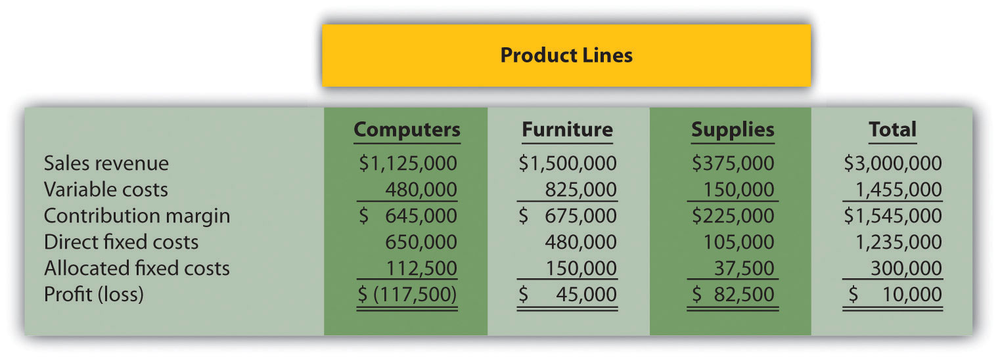 Product Lines
Computers Furniture Supplies Total
Sales revenue $1,125,000 $1,500,000 $375,000 $3,000,000
Variable costs 480,000 825,000 150,000 1,455,000
Contribution margin $ 645,000 $ 675,000 $225,000 $1,545,000
Direct fixed costs 650,000 480,000 105,000 1,235,000
Allocated fixed costs 112,500 150,000 37,500 300,000
Profit (loss) $ (117,500) $ 45,000 $ 82,500 $ 10,000